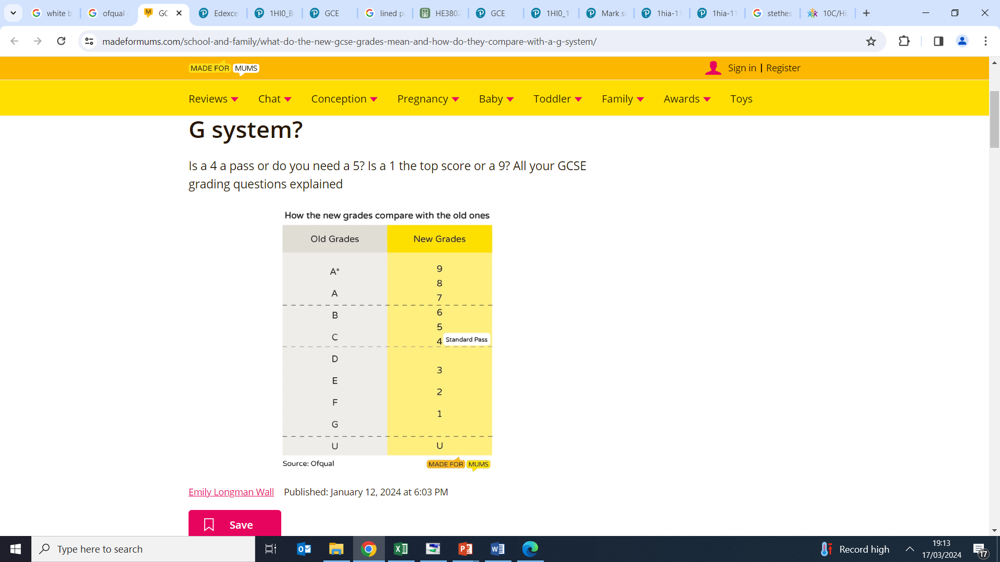 white b
ofqual
GC
Edexce
1HI0_B
GCE
lined p
HE3802
GCE
1HI0_1
Mark s
1hia-11
1hia-11
stethes
10C/Hi
madeformums.com/school-and-family/what-do-the-new-gcse-grades-mean-and-how-do-they-compare-with-a-g-system/
MADE FOR MUMS
Sign in | Register
Reviews Chat Conception Pregnancy Baby Toddler Family Awards Toys
G system?
Is a 4 a pass or do you need a 5? Is a 1 the top score or a 9? All your GCSE
grading questions explained
How the new grades compare with the old ones
Old Grades New Grades
A* 9
8
A 7
B 6
5
C 4 Standard Pass
D
3
E
2
F
1
G
U U
Source: Ofqual MADE FOR MUMS
Emily Longman Wall Published: January 12, 2024 at 6:03 PM
Save
Type here to search
Record high
19:13
17/03/2024
17